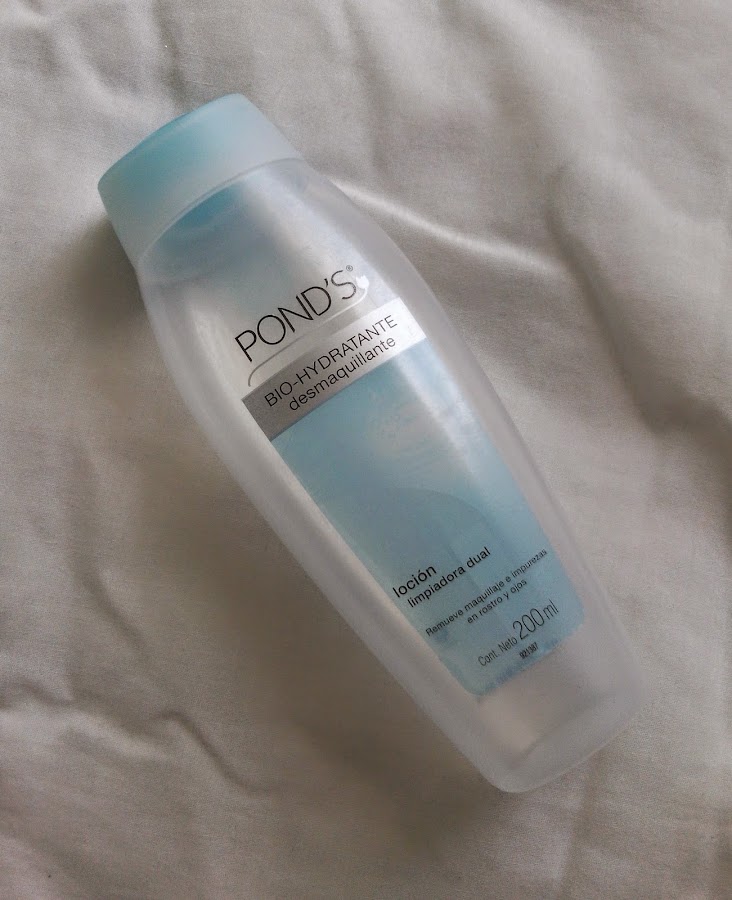 POND'S®
BIO-HYDRATANTE
desmaquillante
loción
limpiadora dual
Remueve maquillaje e impurezas
en rostro y ojos
Cont. Neto 200 ml